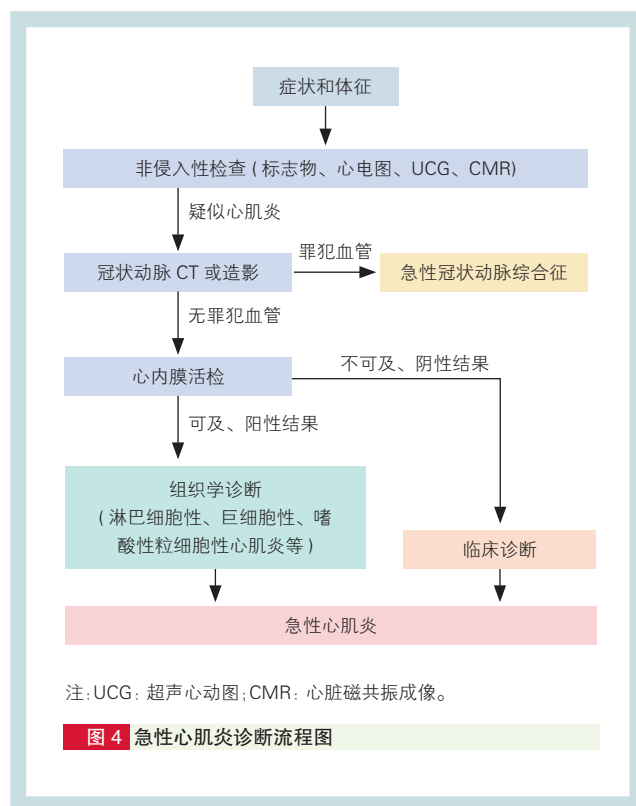 症状和体征
非侵入性检查 ( 标志物、心电图、UCG、CMR)
疑似心肌炎
罪犯血管
冠状动脉 CT 或造影
急性冠状动脉综合征
无罪犯血管
不可及、阴性结果
心内膜活检
可及、阳性结果
组织学诊断
( 淋巴细胞性、巨细胞性、嗜
酸性粒细胞性心肌炎等 )
临床诊断
急性心肌炎
注:UCG: 超声心动图;CMR: 心脏磁共振成像。
图 4 急性心肌炎诊断流程图